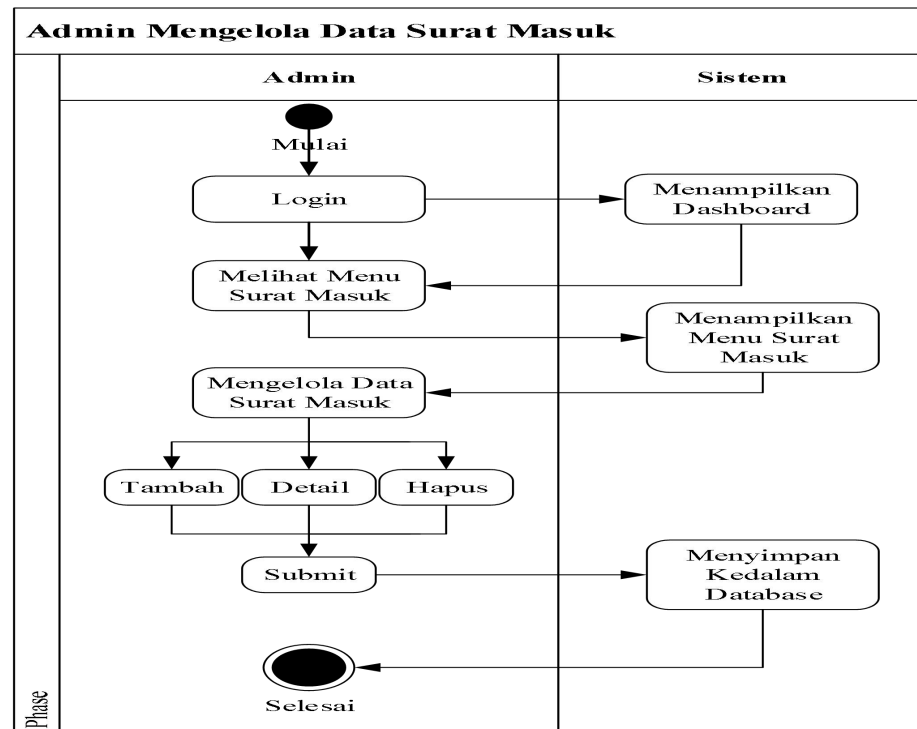 Admin Mengelola Data Surat Masuk
Admin
Sistem
Mulai
Login
Menampilkan
Dashboard
Melihat Menu
Surat Masuk
Menampilkan
Menu Surat
Masuk
Mengelola Data
Surat Masuk
Tambah
Detail
Hapus
Submit
Menyimpan
Kedalam
Database
Selesai
Phase